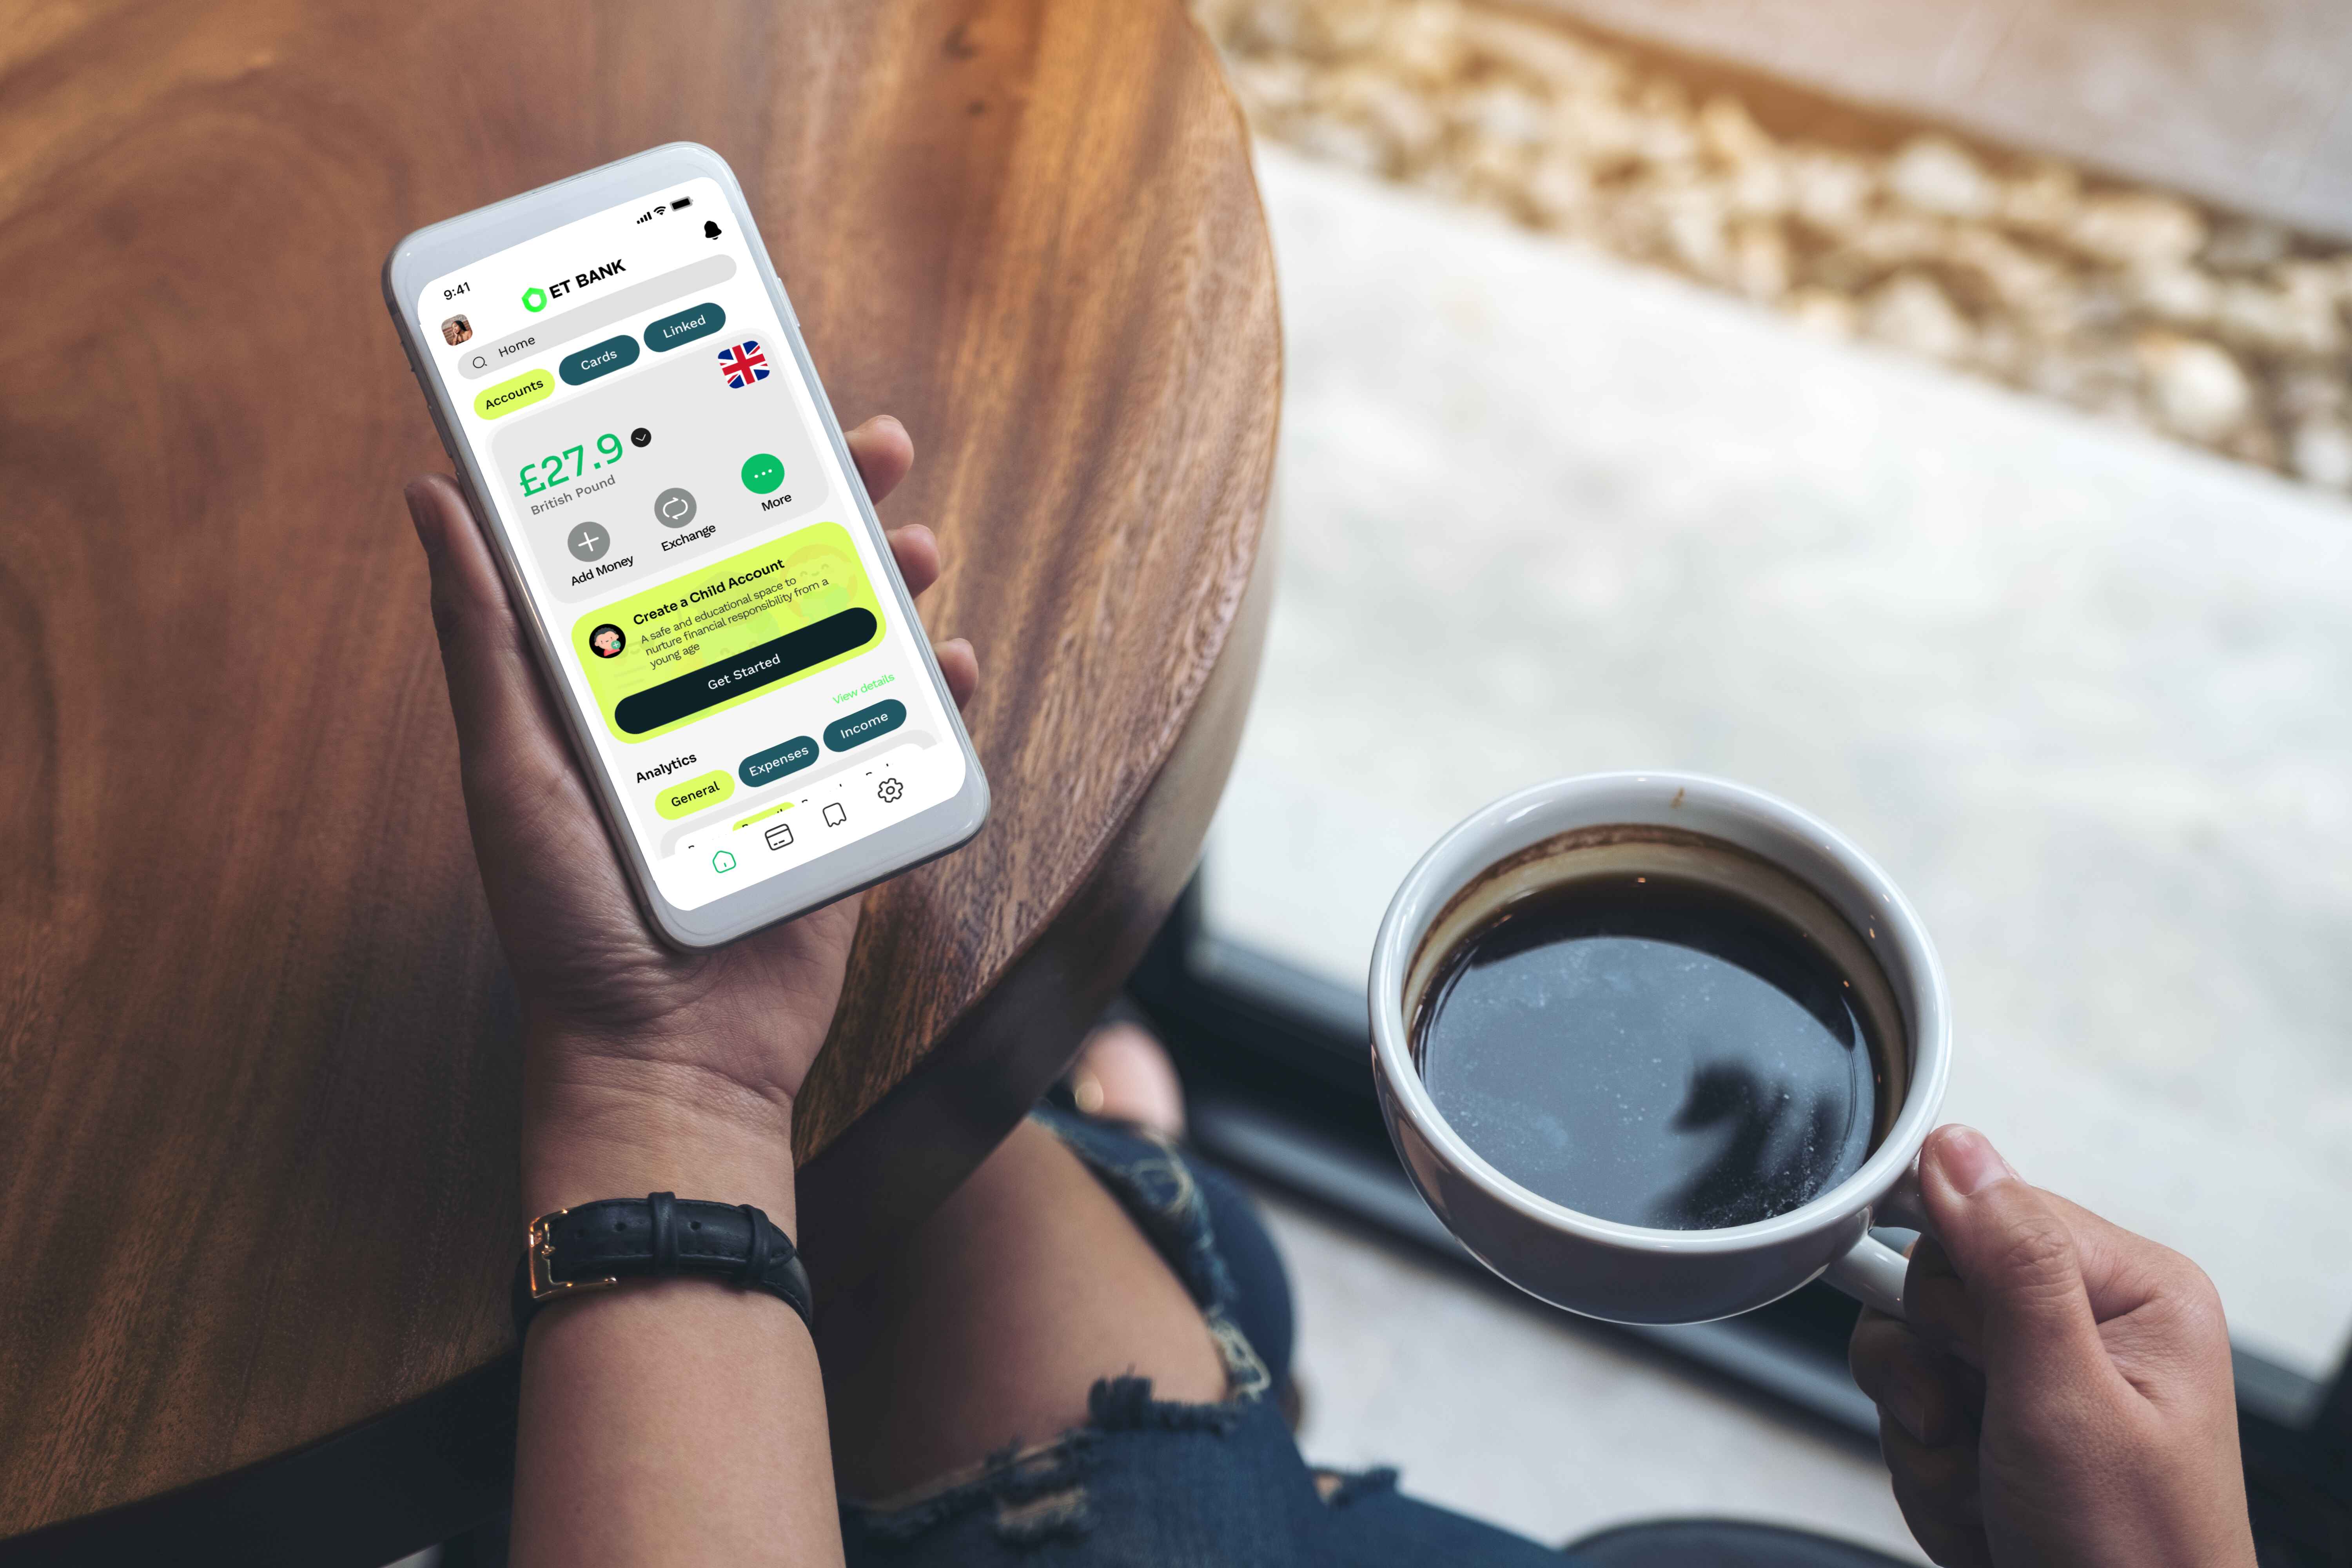 9:41
ET BANK
Home
Accounts
Cards
Linked
£27.9
British Pound
Add Money
Exchange
More
Create a Child Account
A safe and educational space to
nurture financial responsibility from a
young age
Get Started
View details
Analytics
General
Expenses
Income